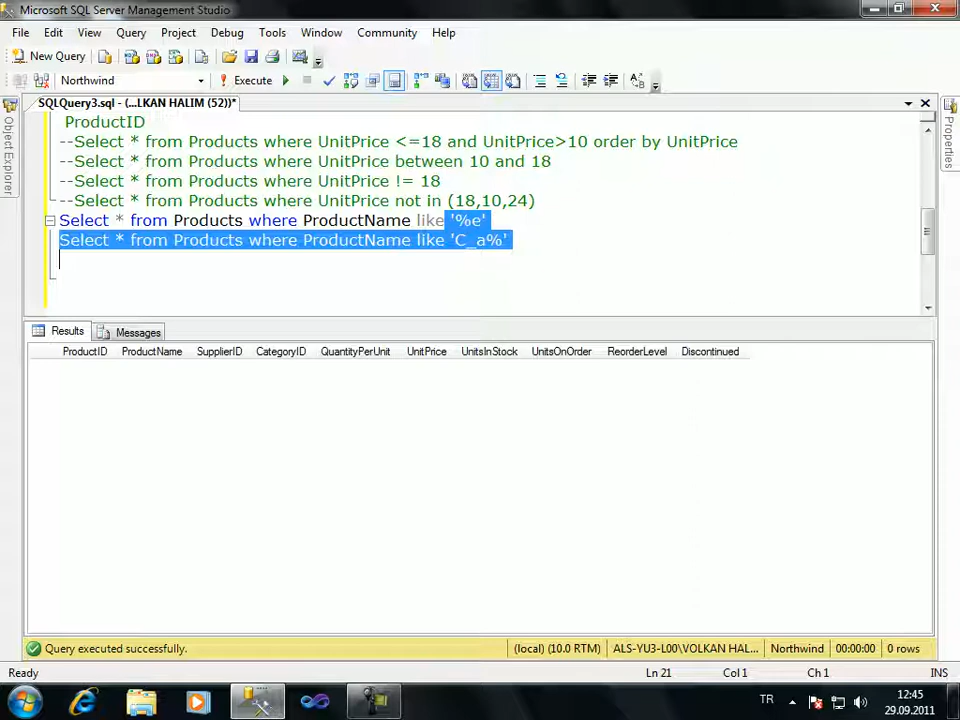 Microsoft SQL Server Management Studio
File Edit View Query Project Debug Tools Window Community Help
New Query
Northwind Execute
SQLQuery3.sql - (...LKAN HALIM (52))*
Object Explorer
Properties
ProductID
--Select * from Products where UnitPrice <=18 and UnitPrice>10 order by UnitPrice
--Select * from Products where UnitPrice between 10 and 18
--Select * from Products where UnitPrice != 18
--Select * from Products where UnitPrice not in (18,10,24)
Select * from Products where ProductName like '%e'
Select * from Products where ProductName like 'C_a%'
Results Messages
ProductID ProductName SupplierID CategoryID QuantityPerUnit UnitPrice UnitsInStock UnitsOnOrder ReorderLevel Discontinued
Query executed successfully. (local) (10.0 RTM) ALS-YU3-L00\VOLKAN HAL... Northwind 00:00:00 0 rows
Ready Ln 21 Col 1 Ch 1 INS
TR 12:45
29.09.2011